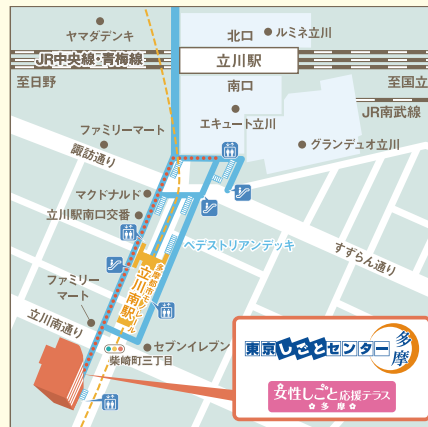 ヤマダデンキ
北口
ルミネ立川
JR中央線・青梅線
立川駅
至日野
南口
至国立
JR南武線
エキュート立川
ファミリーマート
グランデュオ立川
諏訪通り
マクドナルド
立川駅南口交番
ペデストリアンデッキ
すずらん通り
多摩都市モノレール
立川南駅
ファミリー
マート
立川南通り
セブンイレブン
柴崎町三丁目
東京しごとセンター
多摩
女性しごと応援テラス
多摩